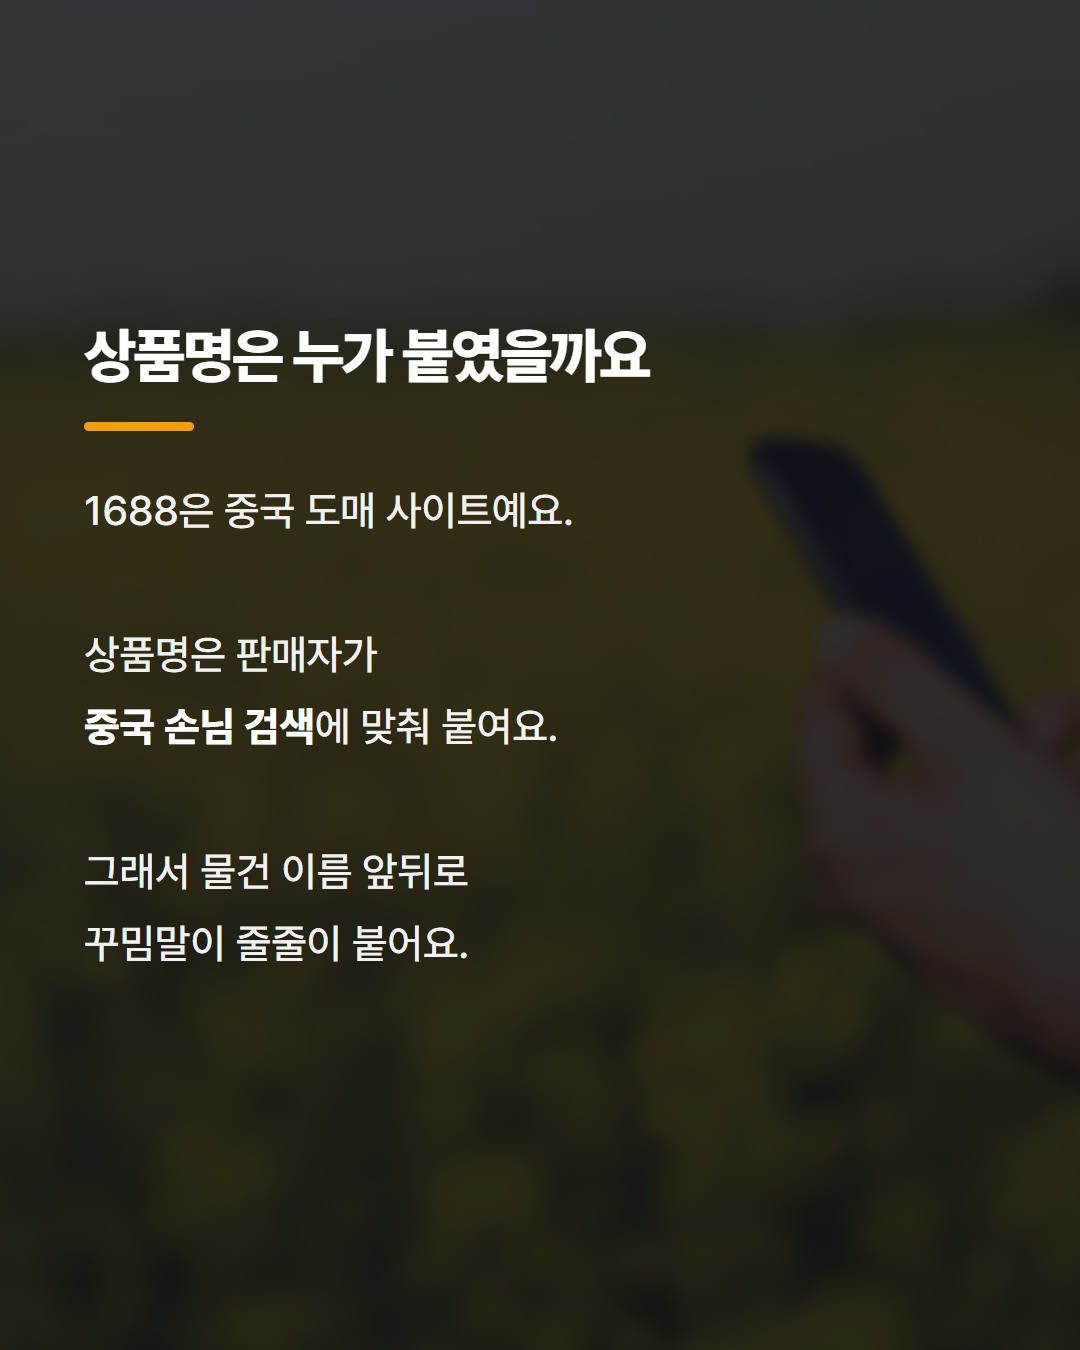 상품명은 누가 붙였을까요
1688은 중국 도매 사이트예요.
상품명은 판매자가
중국 손님 검색에 맞춰 붙여요.
그래서 물건 이름 앞뒤로
꾸밈말이 줄줄이 붙어요.